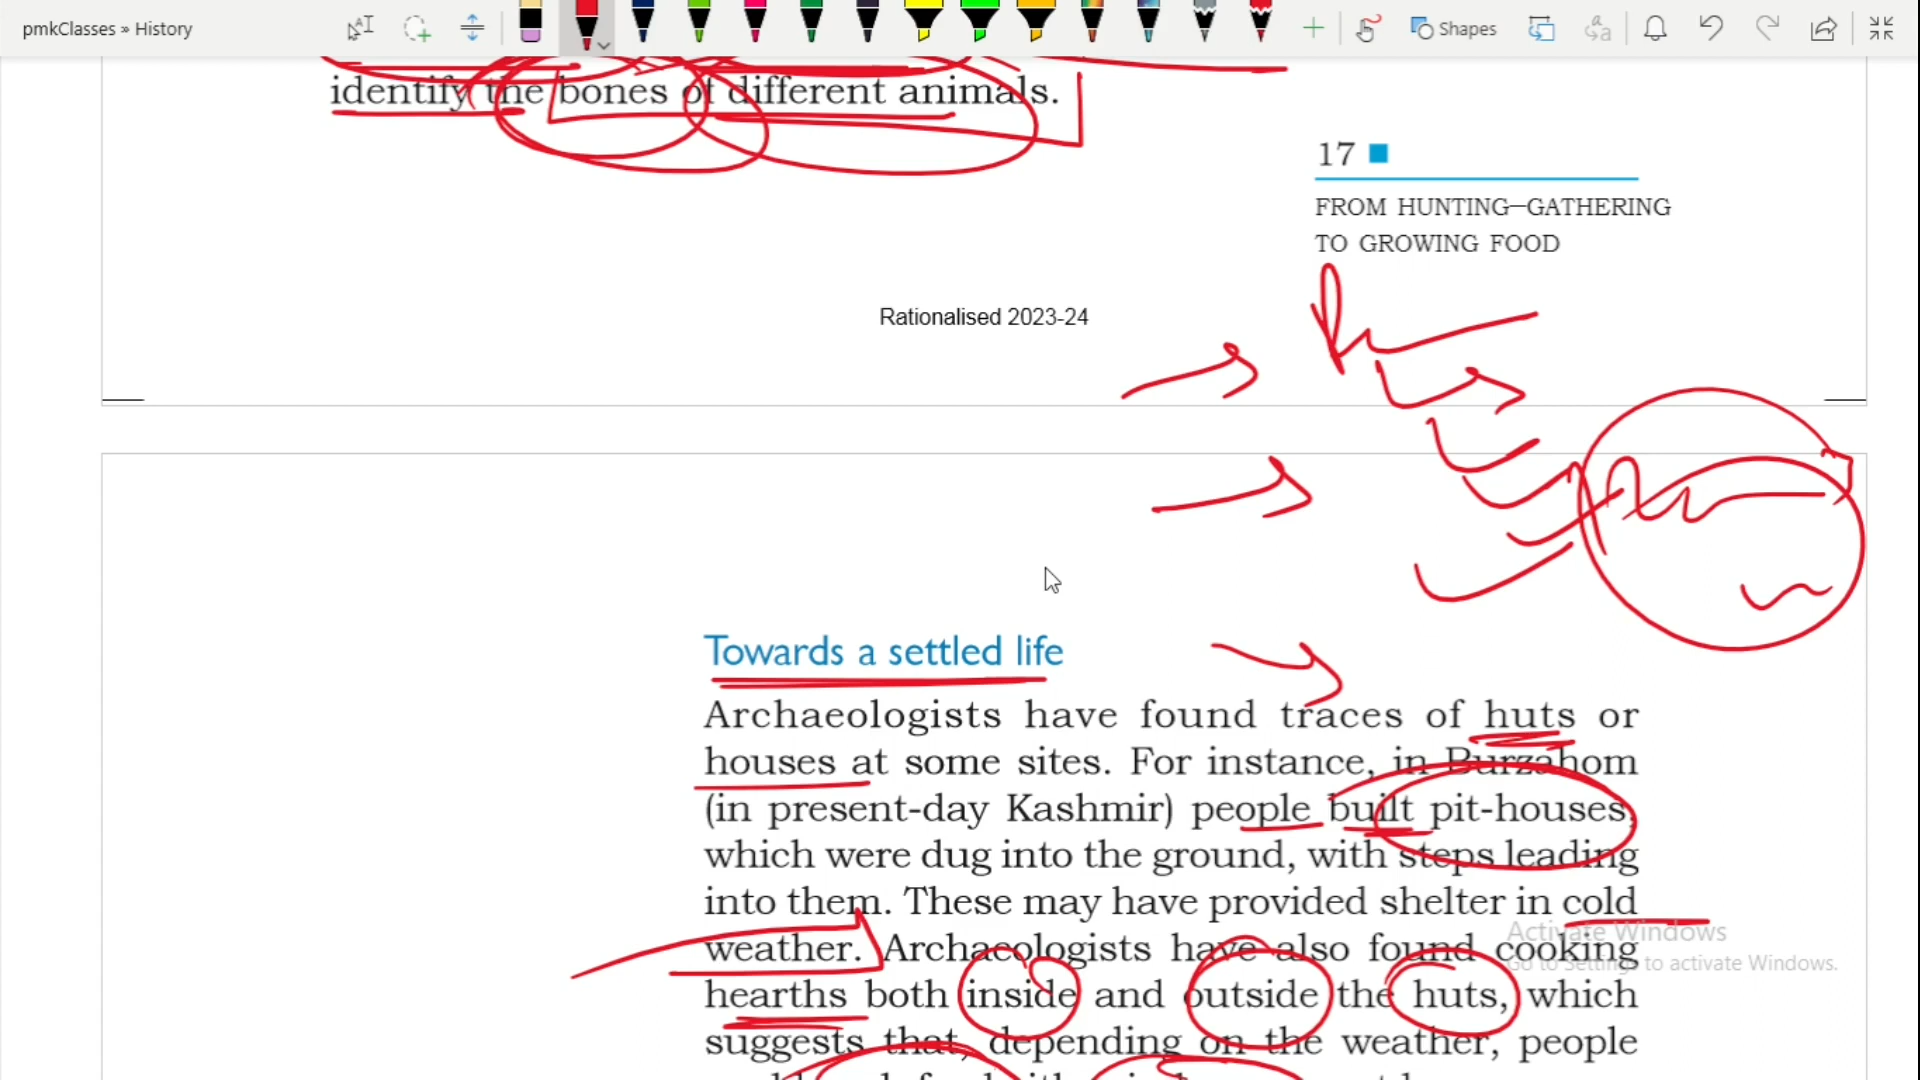 pmkClasses » History
Shapes
identify the bones of different animals.
17
FROM HUNTING—GATHERING
TO GROWING FOOD
Rationalised 2023-24
Towards a settled life
Archaeologists have found traces of huts or
houses at some sites. For instance, in Burzahom
(in present-day Kashmir) people built pit-houses,
which were dug into the ground, with steps leading
into them. These may have provided shelter in cold
weather. Archaeologists have also found cooking
hearths both inside and outside the huts, which
suggests that, depending on the weather, people
Activate Windows
Go to Settings to activate Windows.